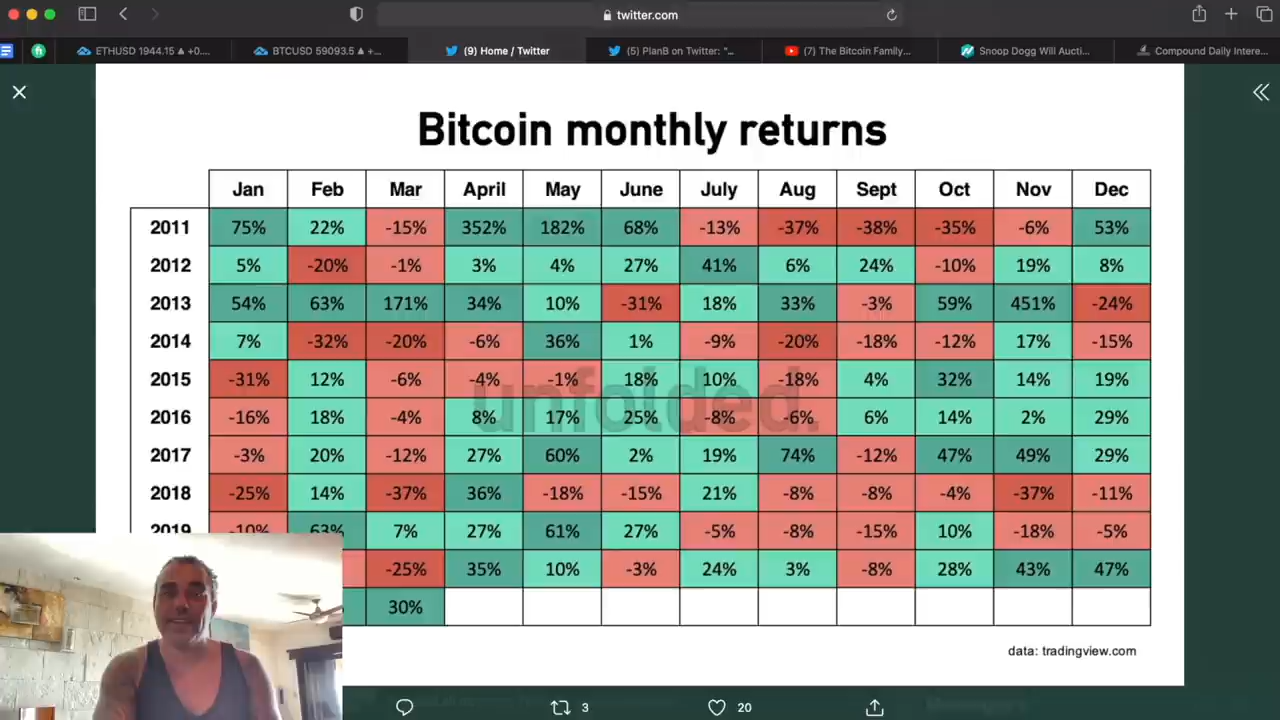 twitter.com
ETHUSD 1944.15 ▲ +0.... BTCUSD 59093.5 ▲ +... (9) Home / Twitter (5) PlanB on Twitter: "... (7) The Bitcoin Family... Snoop Dogg Will Aucti... Compound Daily Intere...
Bitcoin monthly returns
Jan Feb Mar April May June July Aug Sept Oct Nov Dec
2011 75% 22% -15% 352% 182% 68% -13% -37% -38% -35% -6% 53%
2012 5% -20% -1% 3% 4% 27% 41% 6% 24% -10% 19% 8%
2013 54% 63% 171% 34% 10% -31% 18% 33% -3% 59% 451% -24%
2014 7% -32% -20% -6% 36% 1% -9% -20% -18% -12% 17% -15%
2015 -31% 12% -6% -4% -1% 18% 10% -18% 4% 32% 14% 19%
unfolded.
2016 -16% 18% -4% 8% 17% 25% -8% -6% 6% 14% 2% 29%
2017 -3% 20% -12% 27% 60% 2% 19% 74% -12% 47% 49% 29%
2018 -25% 14% -37% 36% -18% -15% 21% -8% -8% -4% -37% -11%
2019 -10% 63% 7% 27% 61% 27% -5% -8% -15% 10% -18% -5%
-25% 35% 10% -3% 24% 3% -8% 28% 43% 47%
30%
data: tradingview.com
3 20